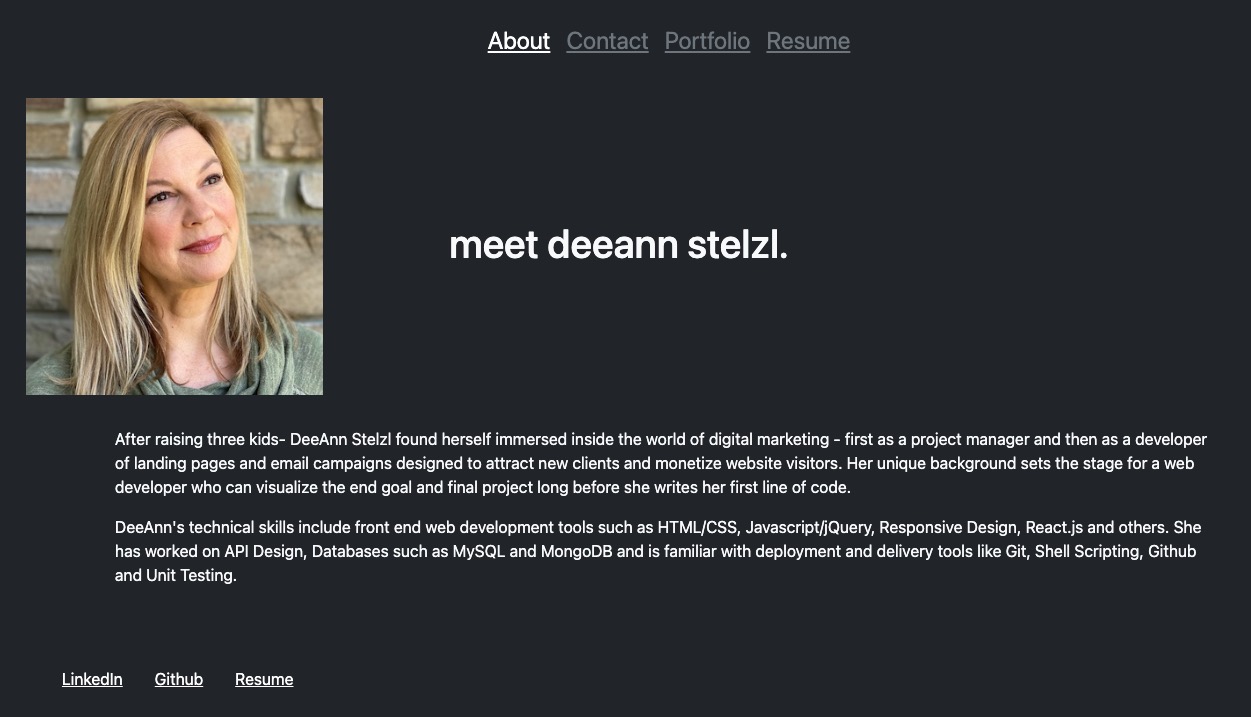 About Contact Portfolio Resume
meet deeann stelzl.
After raising three kids- DeeAnn Stelzl found herself immersed inside the world of digital marketing - first as a project manager and then as a developer
of landing pages and email campaigns designed to attract new clients and monetize website visitors. Her unique background sets the stage for a web
developer who can visualize the end goal and final project long before she writes her first line of code.
DeeAnn's technical skills include front end web development tools such as HTML/CSS, Javascript/jQuery, Responsive Design, React.js and others. She
has worked on API Design, Databases such as MySQL and MongoDB and is familiar with deployment and delivery tools like Git, Shell Scripting, Github
and Unit Testing.
LinkedIn Github Resume